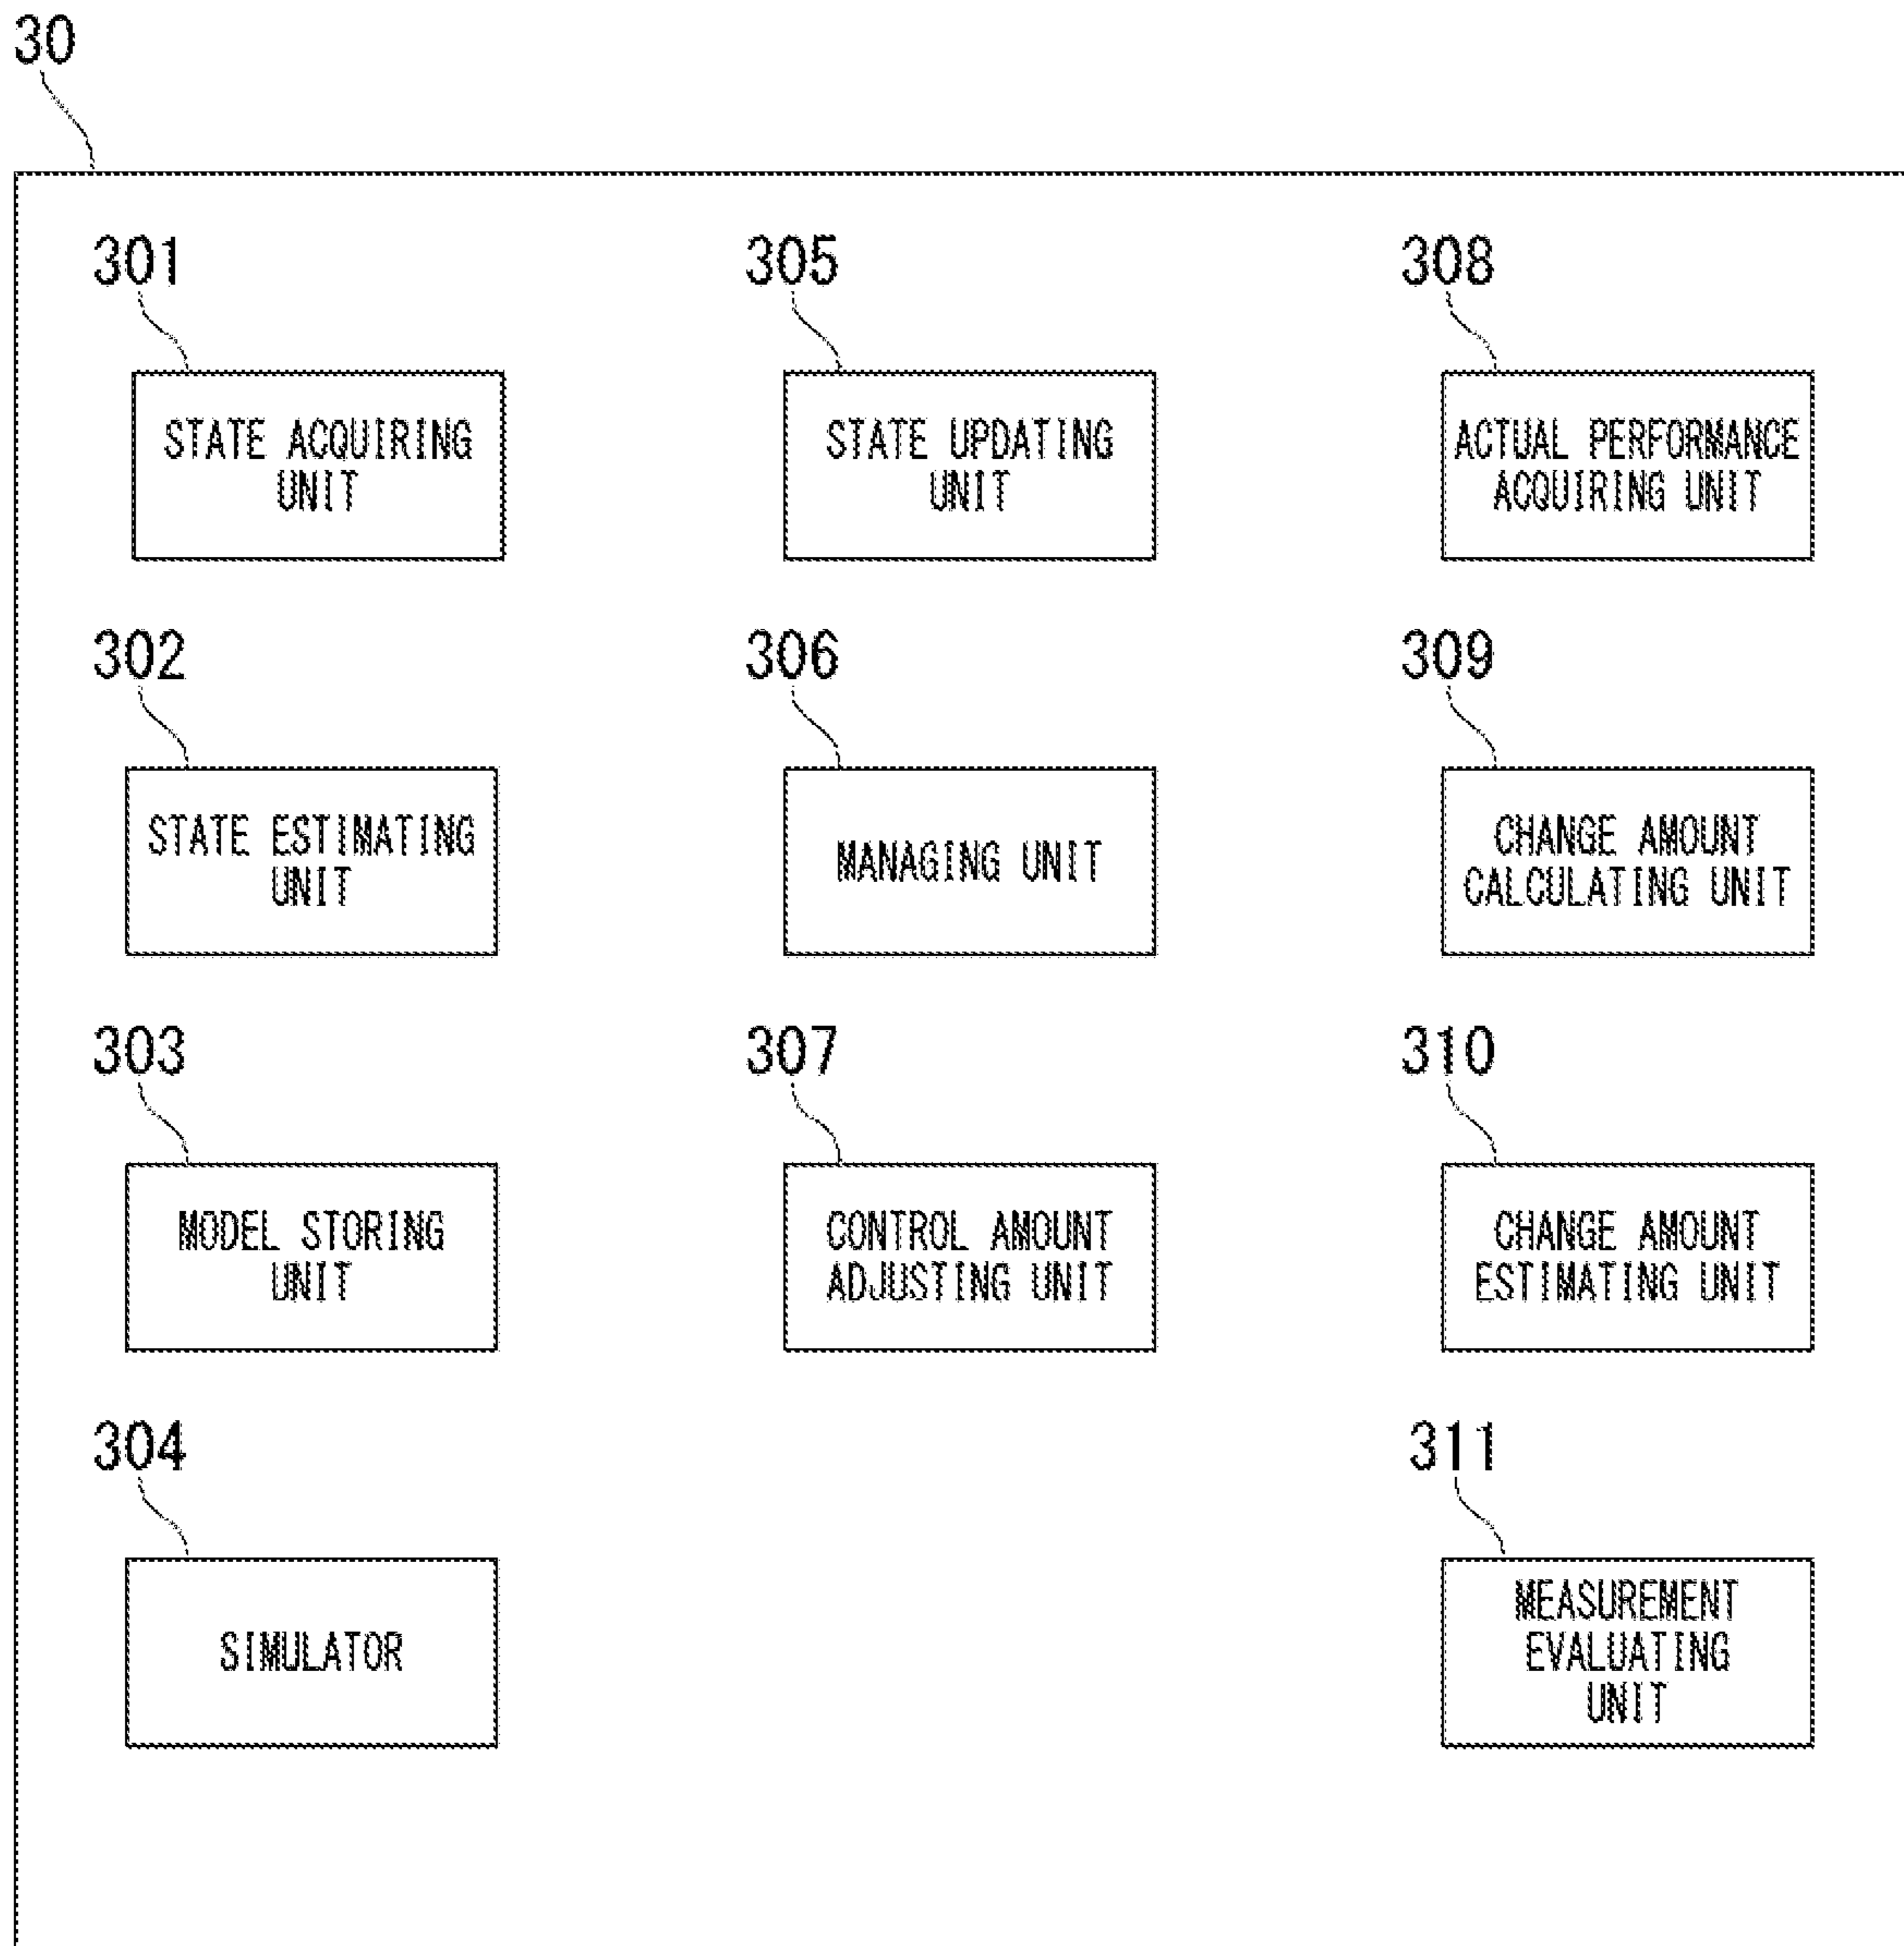 30
301
STATE ACQUIRING
UNIT
302
STATE ESTIMATING
UNIT
303
MODEL STORING
UNIT
304
SIMULATOR
305
STATE UPDATING
UNIT
306
MANAGING UNIT
307
CONTROL AMOUNT
ADJUSTING UNIT
308
ACTUAL PERFORMANCE
ACQUIRING UNIT
309
CHANGE AMOUNT
CALCULATING UNIT
310
CHANGE AMOUNT
ESTIMATING UNIT
311
MEASUREMENT
EVALUATING
UNIT